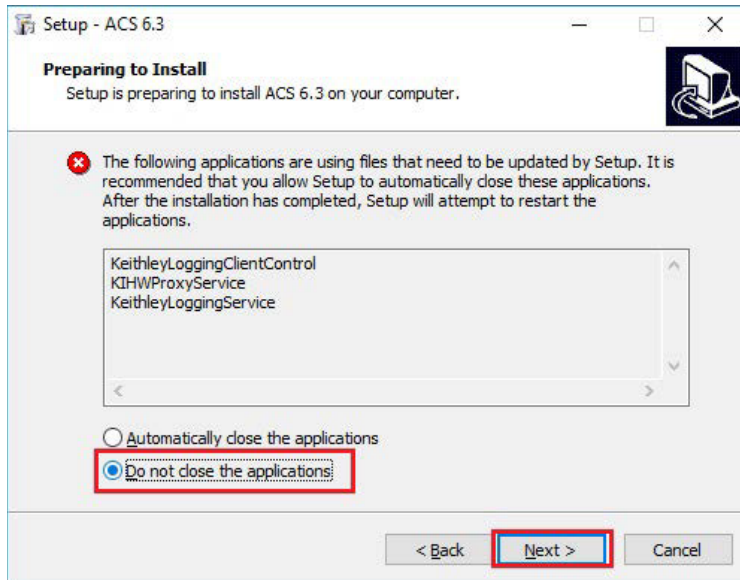 Setup - ACS 6.3
Preparing to Install
Setup is preparing to install ACS 6.3 on your computer.
The following applications are using files that need to be updated by Setup. It is
recommended that you allow Setup to automatically close these applications.
After the installation has completed, Setup will attempt to restart the
applications.
KeithleyLoggingClientControl
KIHWProxyService
KeithleyLoggingService
Automatically close the applications
Do not close the applications
< Back
Next >
Cancel